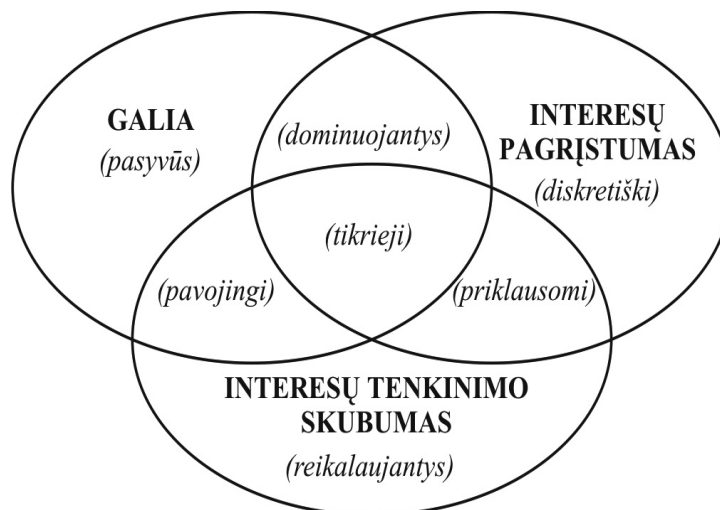 GALIA
(pasyvūs)
(dominuojantys)
INTERESŲ
PAGRĮSTUMAS
(diskretiški)
(tikrieji)
(pavojingi)
(priklausomi)
INTERESŲ TENKINIMO
SKUBUMAS
(reikalaujantys)